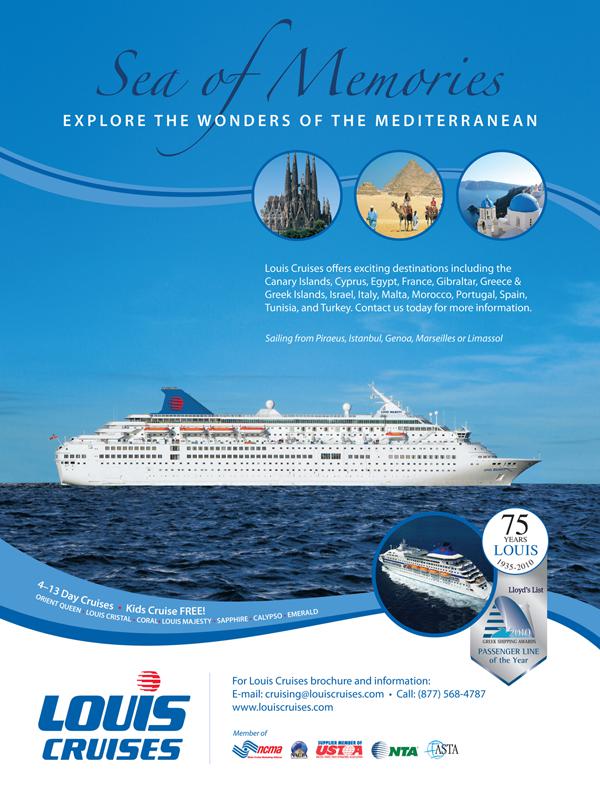 Sea of Memories
EXPLORE THE WONDERS OF THE MEDITERRANEAN
Louis Cruises offers exciting destinations including the
Canary Islands, Cyprus, Egypt, France, Gibraltar, Greece &
Greek Islands, Israel, Italy, Malta, Morocco, Portugal, Spain,
Tunisia, and Turkey. Contact us today for more information.
Sailing from Piraeus, Istanbul, Genoa, Marseilles or Limassol
75
YEARS
LOUIS
1935-2010
Lloyd's List
2010
GREEK SHIPPING AWARDS
PASSENGER LINE
of the Year
4–13 Day Cruises • Kids Cruise FREE!
ORIENT QUEEN • LOUIS CRISTAL • CORAL • LOUIS MAJESTY • SAPPHIRE • CALYPSO • EMERALD
LOUIS
CRUISES
For Louis Cruises brochure and information:
E-mail: cruising@louiscruises.com • Call: (877) 568-4787
www.louiscruises.com
Member of
ncma
SUPPLIER MEMBER OF
USTOA
NTA
ASTA